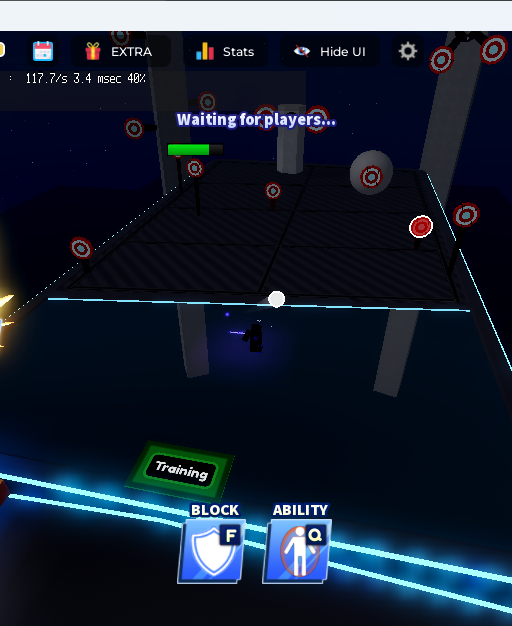 EXTRA
Stats
Hide UI
: 117.7/s 3.4 msec 40%
Waiting for players...
Training
BLOCK
ABILITY
F
Q